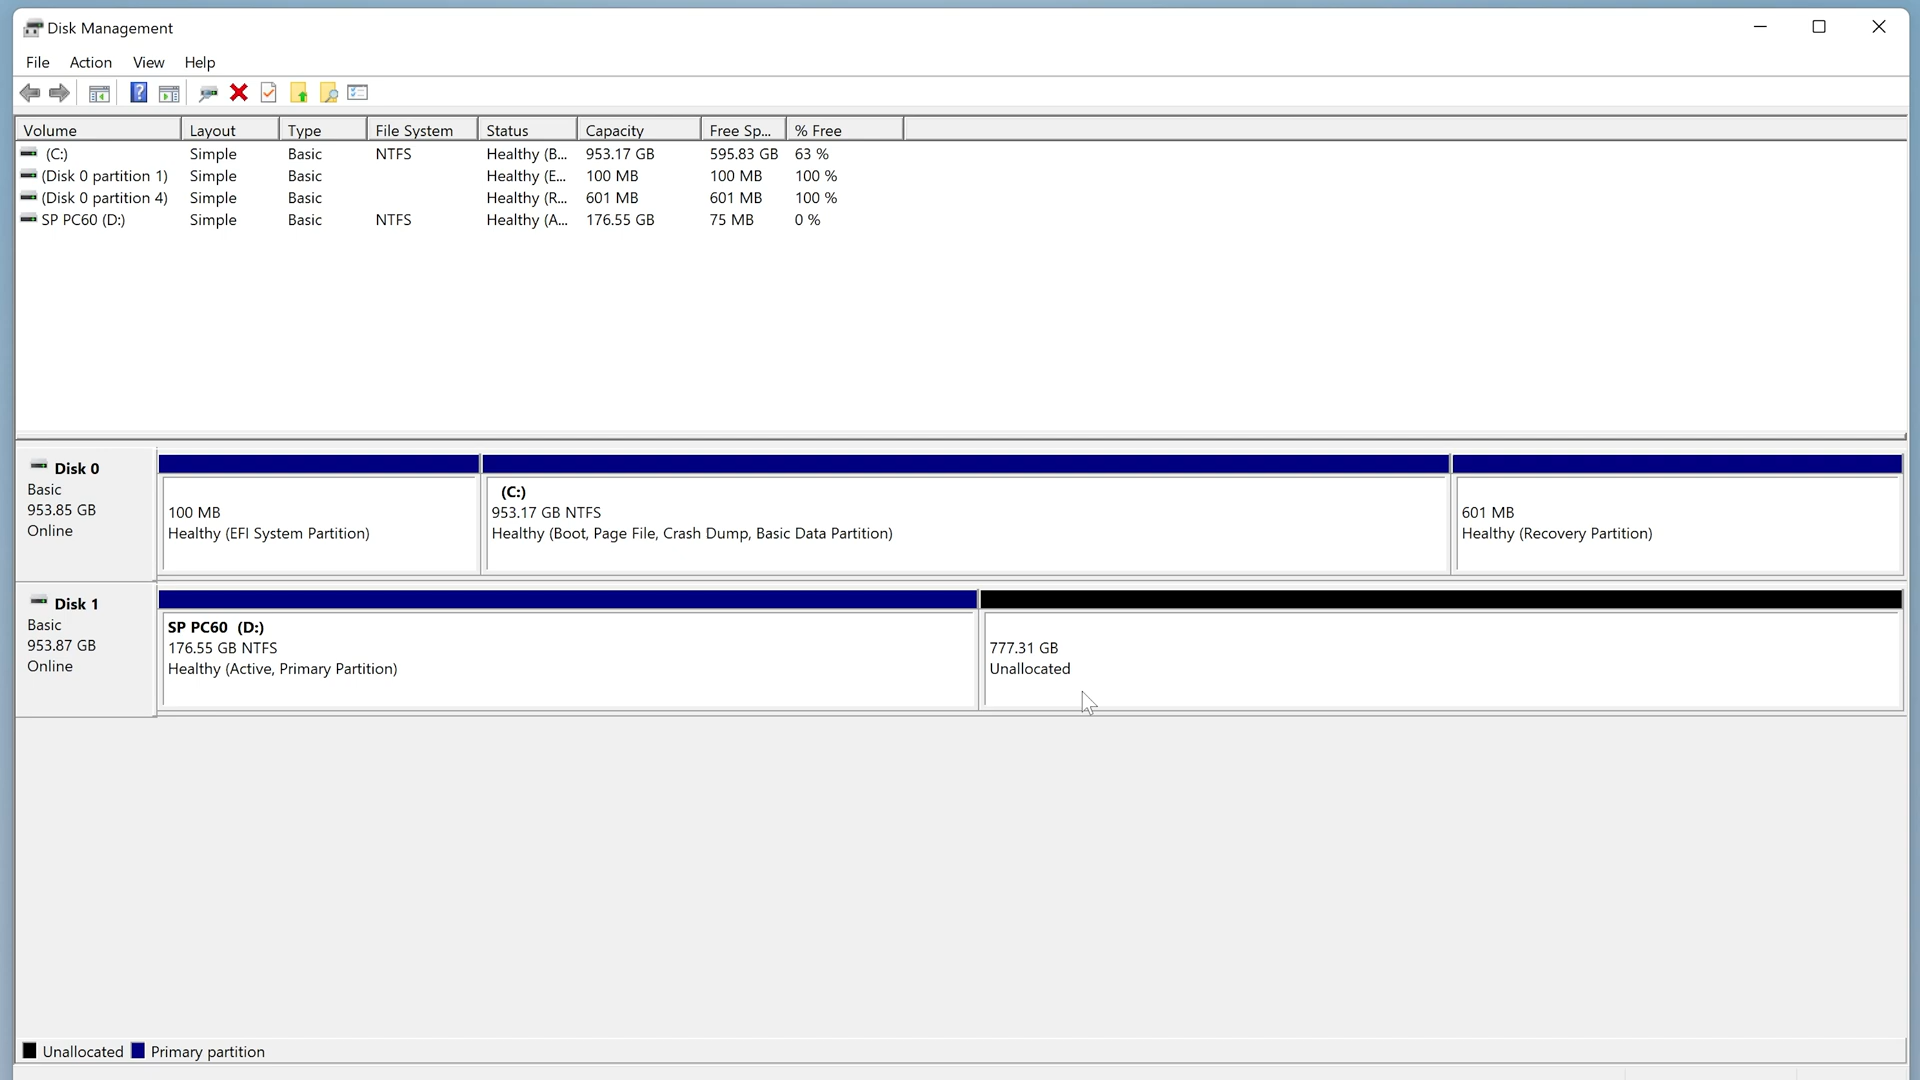 Disk Management
File Action View Help
Volume Layout Type File System Status Capacity Free Sp... % Free
(C:) Simple Basic NTFS Healthy (B... 953.17 GB 595.83 GB 63 %
(Disk 0 partition 1) Simple Basic Healthy (E... 100 MB 100 MB 100 %
(Disk 0 partition 4) Simple Basic Healthy (R... 601 MB 601 MB 100 %
SP PC60 (D:) Simple Basic NTFS Healthy (A... 176.55 GB 75 MB 0 %
Disk 0
Basic
953.85 GB
Online
100 MB
Healthy (EFI System Partition)
(C:)
953.17 GB NTFS
Healthy (Boot, Page File, Crash Dump, Basic Data Partition)
601 MB
Healthy (Recovery Partition)
Disk 1
Basic
953.87 GB
Online
SP PC60 (D:)
176.55 GB NTFS
Healthy (Active, Primary Partition)
777.31 GB
Unallocated
Unallocated Primary partition